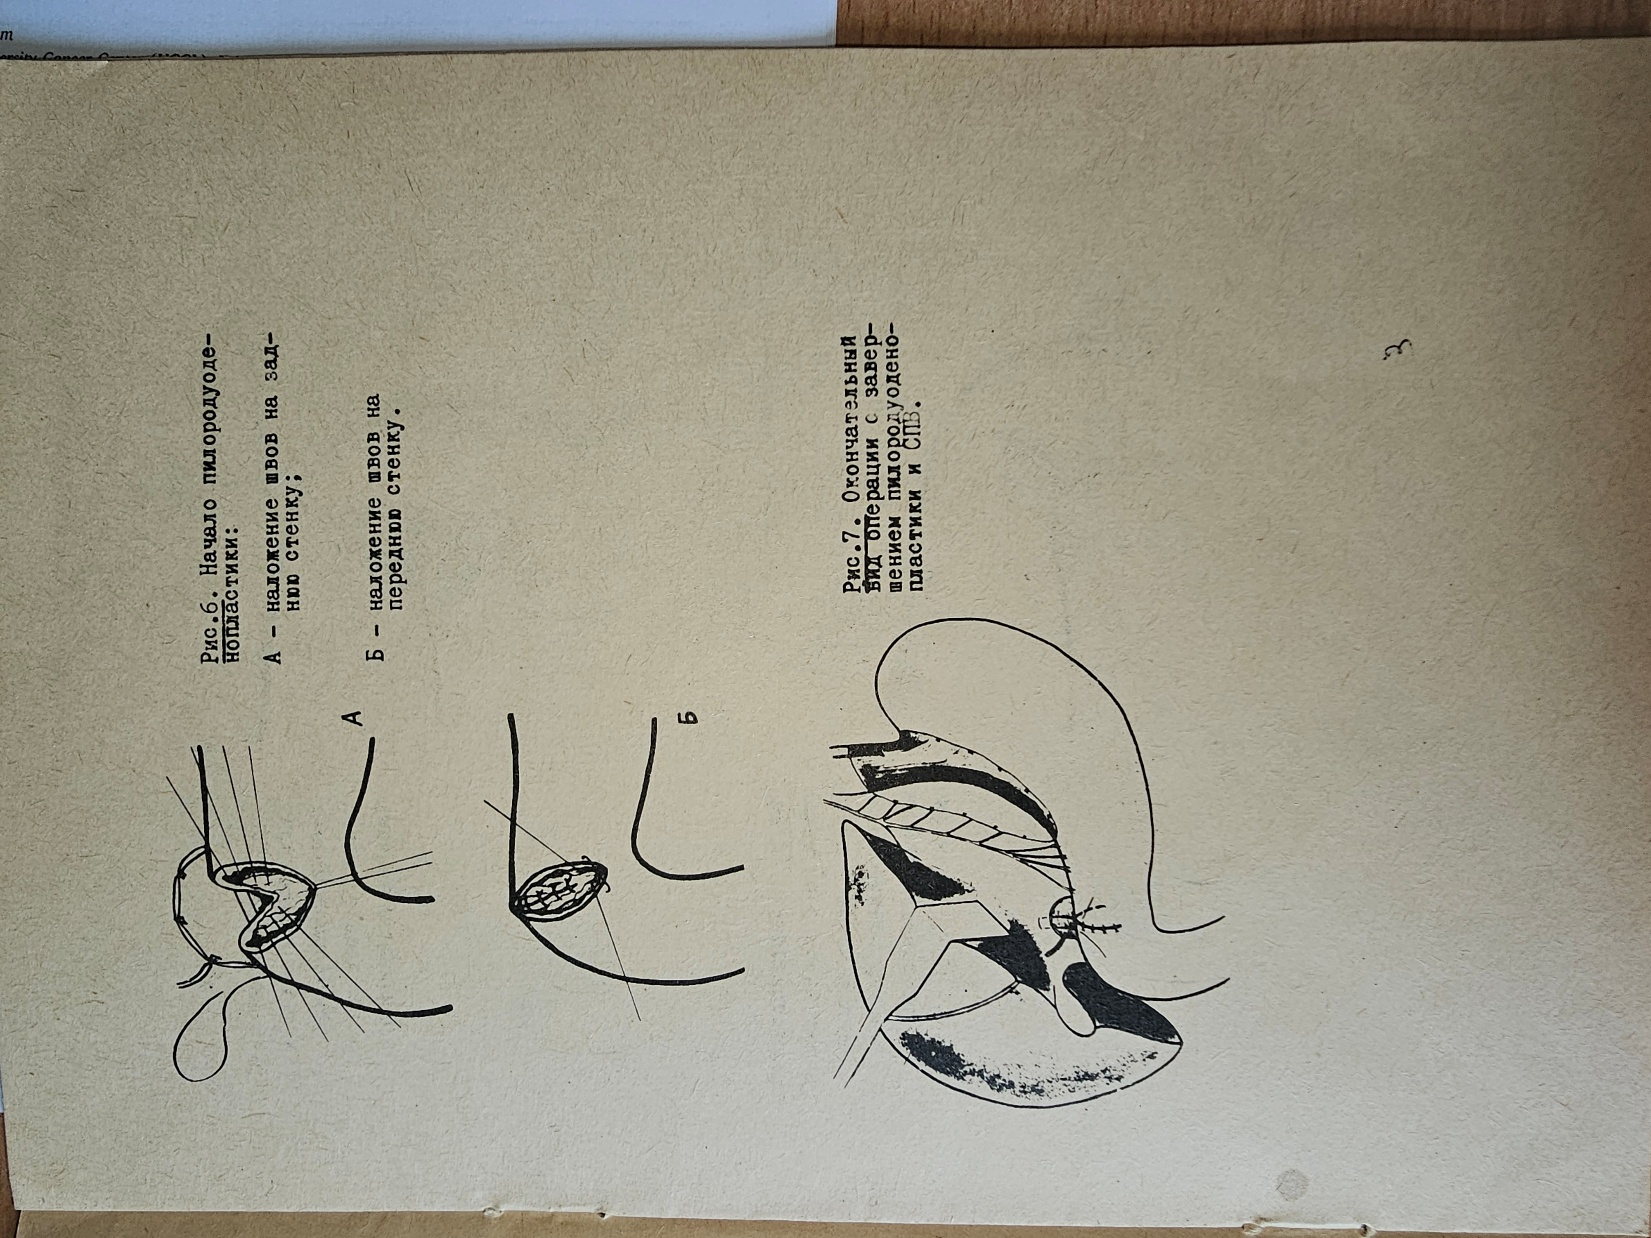 m
Рис.6. Начало пилородуоде-
нопластики:
А - наложение швов на зад-
нюю стенку;
Б - наложение швов на
переднюю стенку.
А
Б
Рис.7. Окончательный
вид операции с завер-
шением пилородуодено-
пластики и СПВ.
3